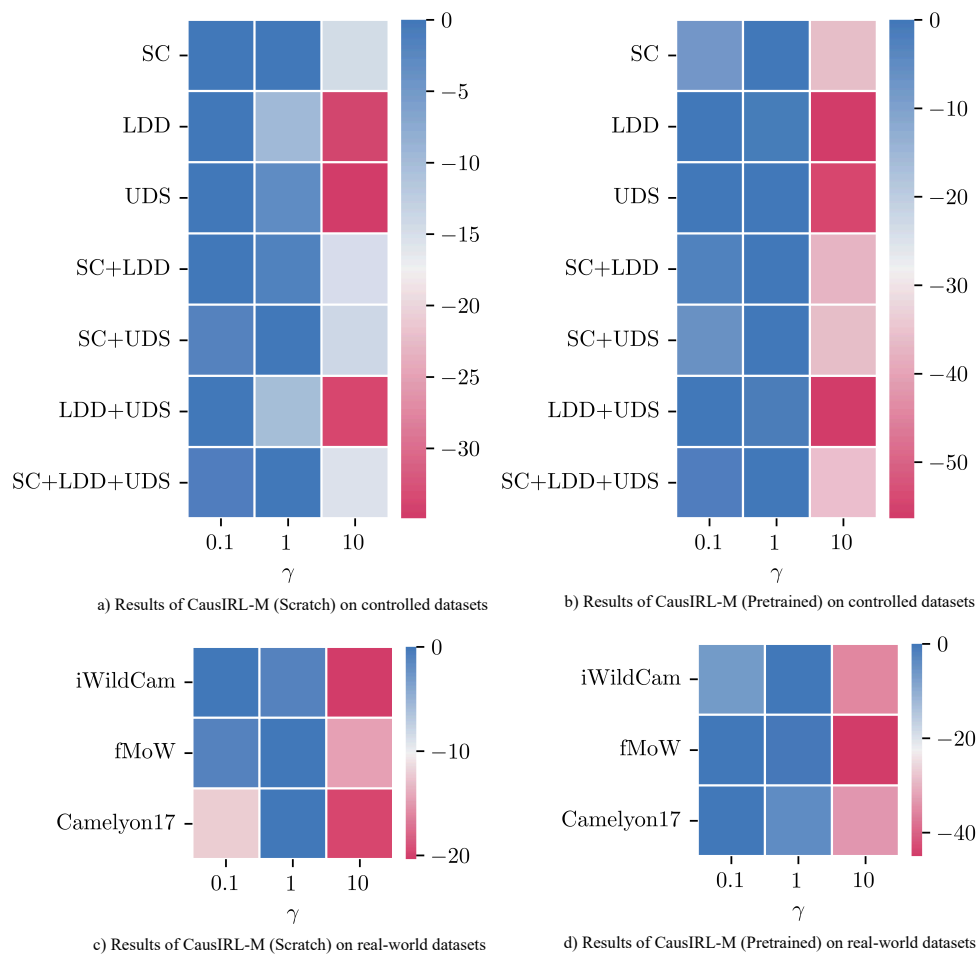 SC
LDD
UDS
SC+LDD
SC+UDS
LDD+UDS
SC+LDD+UDS
0.1 1 10
γ
0
−5
−10
−15
−20
−25
−30
a) Results of CausIRL-M (Scratch) on controlled datasets
SC
LDD
UDS
SC+LDD
SC+UDS
LDD+UDS
SC+LDD+UDS
0.1 1 10
γ
0
−10
−20
−30
−40
−50
b) Results of CausIRL-M (Pretrained) on controlled datasets
iWildCam
fMoW
Camelyon17
0.1 1 10
γ
0
−10
−20
c) Results of CausIRL-M (Scratch) on real-world datasets
iWildCam
fMoW
Camelyon17
0.1 1 10
γ
0
−20
−40
d) Results of CausIRL-M (Pretrained) on real-world datasets